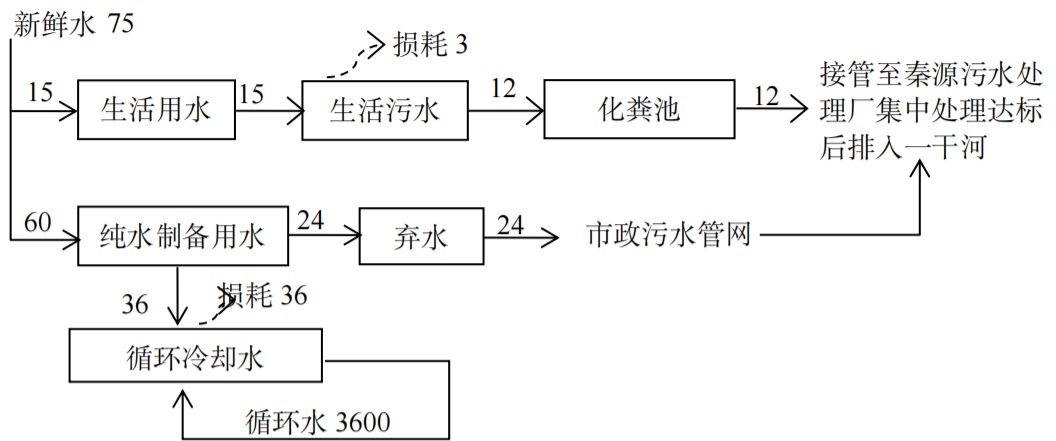 新鲜水 75
损耗 3
15
生活用水
15
生活污水
12
化粪池
12
接管至秦源污水处
理厂集中处理达标
后排入一干河
60
纯水制备用水
24
弃水
24
市政污水管网
36
损耗 36
循环冷却水
循环水 3600